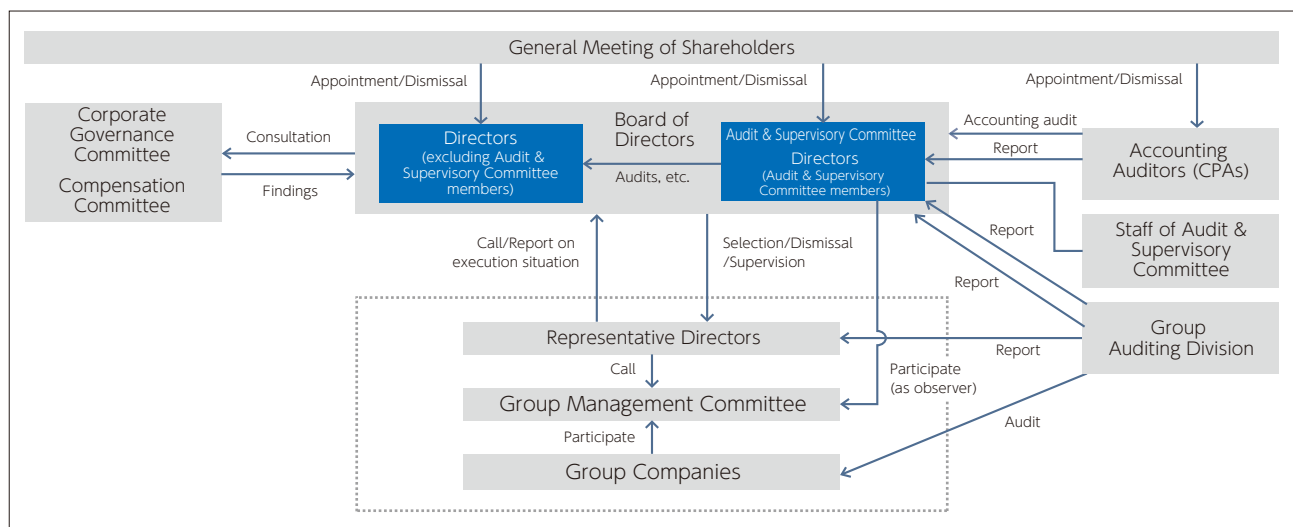 General Meeting of Shareholders
Appointment/Dismissal
Appointment/Dismissal
Appointment/Dismissal
Corporate
Governance
Committee
Compensation
Committee
Consultation
Findings
Board of
Directors
Directors
(excluding Audit &
Supervisory Committee
members)
Audits, etc.
Audit & Supervisory Committee
Directors
(Audit & Supervisory
Committee members)
Accounting audit
Report
Accounting
Auditors (CPAs)
Staff of Audit &
Supervisory
Committee
Call/Report on
execution situation
Selection/Dismissal
/Supervision
Report
Report
Group
Auditing Division
Representative Directors
Report
Call
Participate
(as observer)
Group Management Committee
Participate
Audit
Group Companies